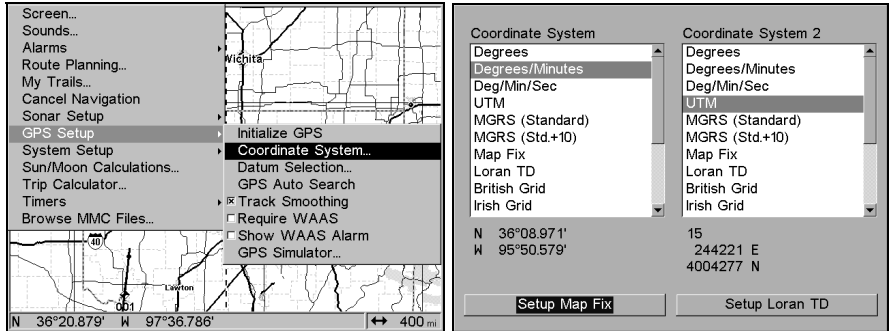 Screen...
Sounds...
Alarms
Route Planning...
My Trails...
Cancel Navigation
Sonar Setup
GPS Setup
System Setup
Sun/Moon Calculations...
Trip Calculator...
Timers
Browse MMC Files...
Wichita
Initialize GPS
Coordinate System...
Datum Selection...
GPS Auto Search
Track Smoothing
Require WAAS
Show WAAS Alarm
GPS Simulator...
40
Lawton
001
N 36°20.879' W 97°36.786' ↔ 400 mi
Coordinate System
Degrees
Degrees/Minutes
Deg/Min/Sec
UTM
MGRS (Standard)
MGRS (Std.+10)
Map Fix
Loran TD
British Grid
Irish Grid
N 36°08.971'
W 95°50.579'
Setup Map Fix
Coordinate System 2
Degrees
Degrees/Minutes
Deg/Min/Sec
UTM
MGRS (Standard)
MGRS (Std.+10)
Map Fix
Loran TD
British Grid
Irish Grid
15
244221 E
4004277 N
Setup Loran TD